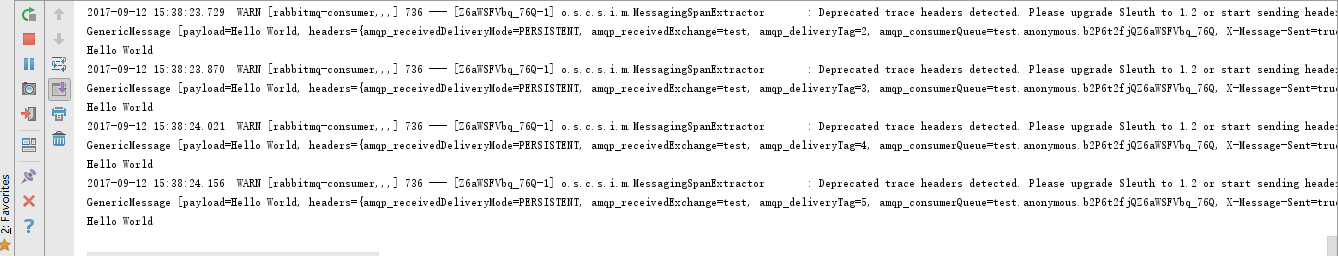 2017-09-12 15:38:23.729  WARN [rabbitmq-consumer,,,] 736 --- [Z6aWSFVbq_76Q-1] o.s.c.s.i.m.MessagingSpanExtractor      : Deprecated trace headers detected. Please upgrade Sleuth to 1.2 or start sending header
GenericMessage [payload=Hello World, headers={amqp_receivedDeliveryMode=PERSISTENT, amqp_receivedExchange=test, amqp_deliveryTag=2, amqp_consumerQueue=test.anonymous.b2P6t2fjQZ6aWSFVbq_76Q, X-Message-Sent=true
Hello World
2017-09-12 15:38:23.870  WARN [rabbitmq-consumer,,,] 736 --- [Z6aWSFVbq_76Q-1] o.s.c.s.i.m.MessagingSpanExtractor      : Deprecated trace headers detected. Please upgrade Sleuth to 1.2 or start sending header
GenericMessage [payload=Hello World, headers={amqp_receivedDeliveryMode=PERSISTENT, amqp_receivedExchange=test, amqp_deliveryTag=3, amqp_consumerQueue=test.anonymous.b2P6t2fjQZ6aWSFVbq_76Q, X-Message-Sent=true
Hello World
2017-09-12 15:38:24.021  WARN [rabbitmq-consumer,,,] 736 --- [Z6aWSFVbq_76Q-1] o.s.c.s.i.m.MessagingSpanExtractor      : Deprecated trace headers detected. Please upgrade Sleuth to 1.2 or start sending header
GenericMessage [payload=Hello World, headers={amqp_receivedDeliveryMode=PERSISTENT, amqp_receivedExchange=test, amqp_deliveryTag=4, amqp_consumerQueue=test.anonymous.b2P6t2fjQZ6aWSFVbq_76Q, X-Message-Sent=true
Hello World
2017-09-12 15:38:24.156  WARN [rabbitmq-consumer,,,] 736 --- [Z6aWSFVbq_76Q-1] o.s.c.s.i.m.MessagingSpanExtractor      : Deprecated trace headers detected. Please upgrade Sleuth to 1.2 or start sending header
GenericMessage [payload=Hello World, headers={amqp_receivedDeliveryMode=PERSISTENT, amqp_receivedExchange=test, amqp_deliveryTag=5, amqp_consumerQueue=test.anonymous.b2P6t2fjQZ6aWSFVbq_76Q, X-Message-Sent=true
Hello World
2: Favorites